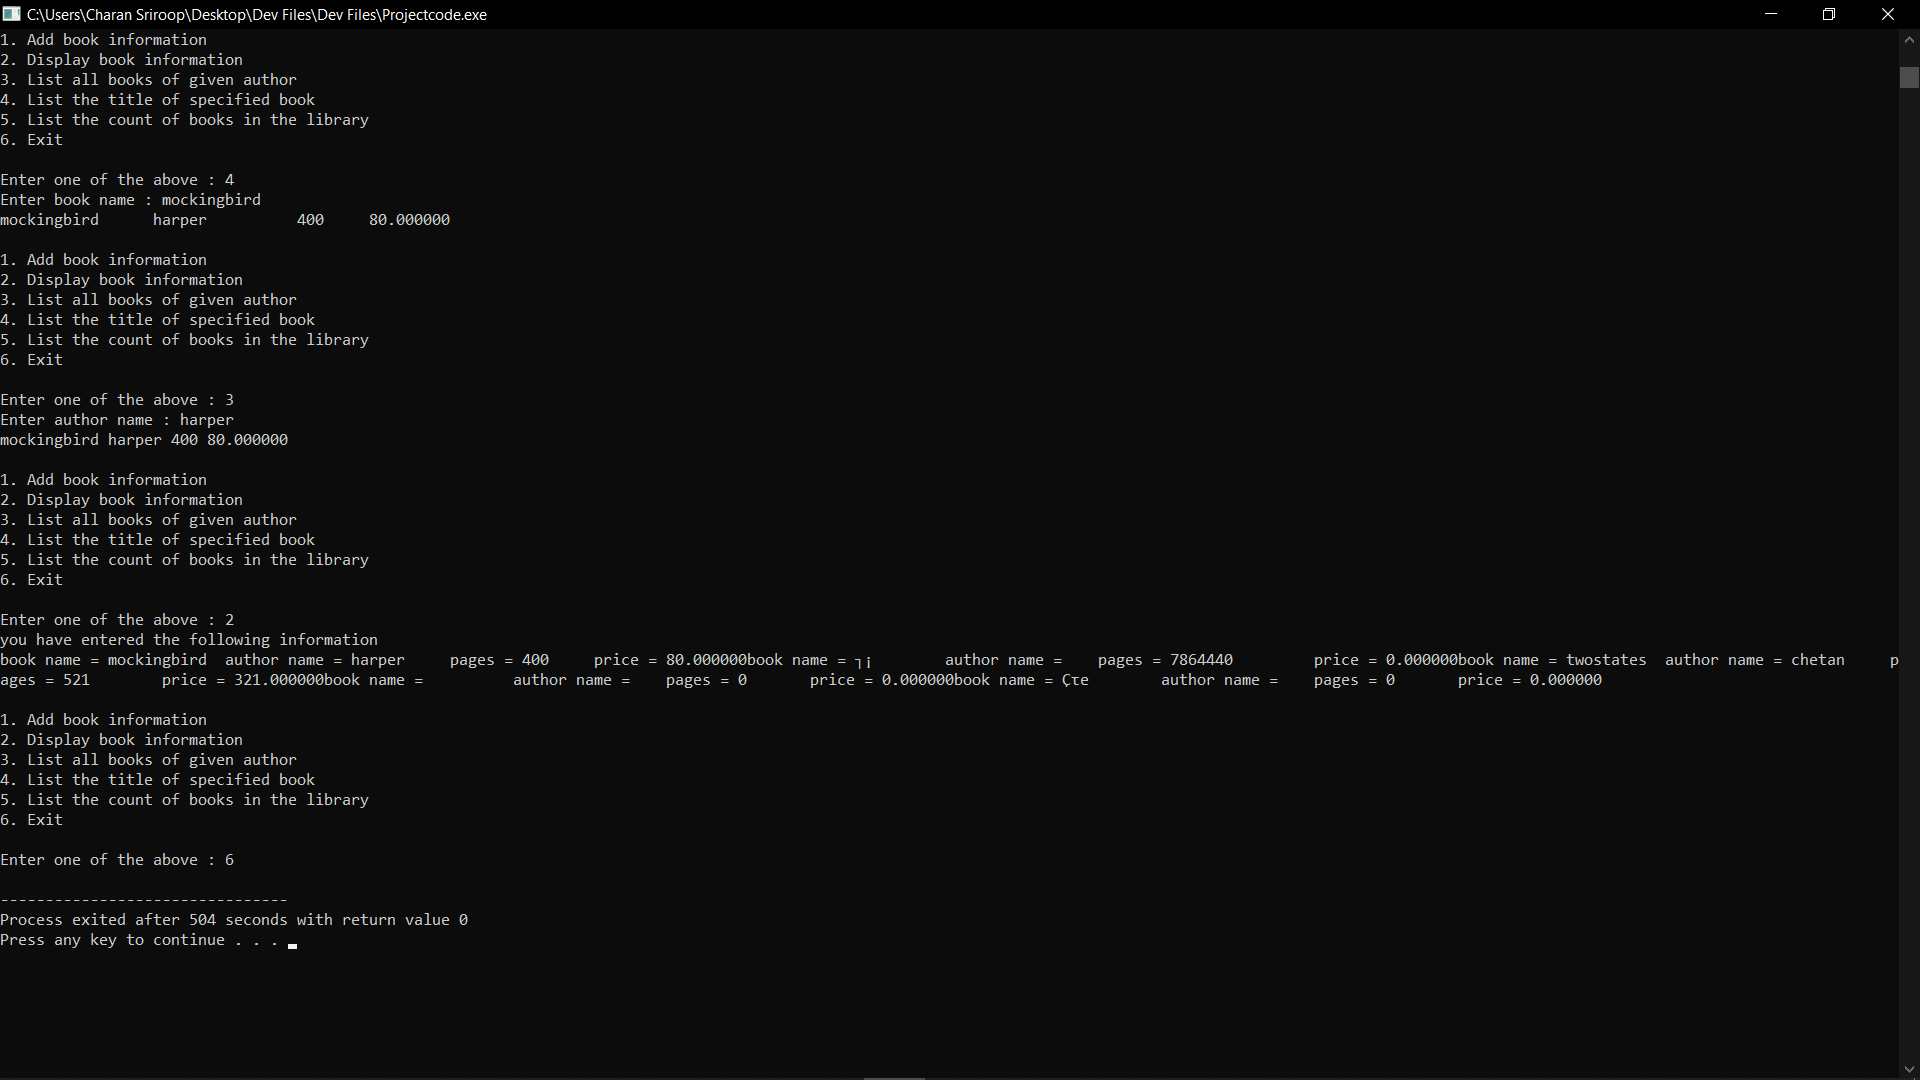 C:\Users\Charan Sriroop\Desktop\Dev Files\Dev Files\Projectcode.exe
1. Add book information
2. Display book information
3. List all books of given author
4. List the title of specified book
5. List the count of books in the library
6. Exit
Enter one of the above : 4
Enter book name : mockingbird
mockingbird harper 400 80.000000
1. Add book information
2. Display book information
3. List all books of given author
4. List the title of specified book
5. List the count of books in the library
6. Exit
Enter one of the above : 3
Enter author name : harper
mockingbird harper 400 80.000000
1. Add book information
2. Display book information
3. List all books of given author
4. List the title of specified book
5. List the count of books in the library
6. Exit
Enter one of the above : 2
you have entered the following information
book name = mockingbird author name = harper pages = 400 price = 80.000000book name = ┐¡ author name = pages = 7864440 price = 0.000000book name = twostates author name = chetan p
ages = 521 price = 321.000000book name = author name = pages = 0 price = 0.000000book name = Çτe author name = pages = 0 price = 0.000000
1. Add book information
2. Display book information
3. List all books of given author
4. List the title of specified book
5. List the count of books in the library
6. Exit
Enter one of the above : 6
--------------------------------
Process exited after 504 seconds with return value 0
Press any key to continue . . .